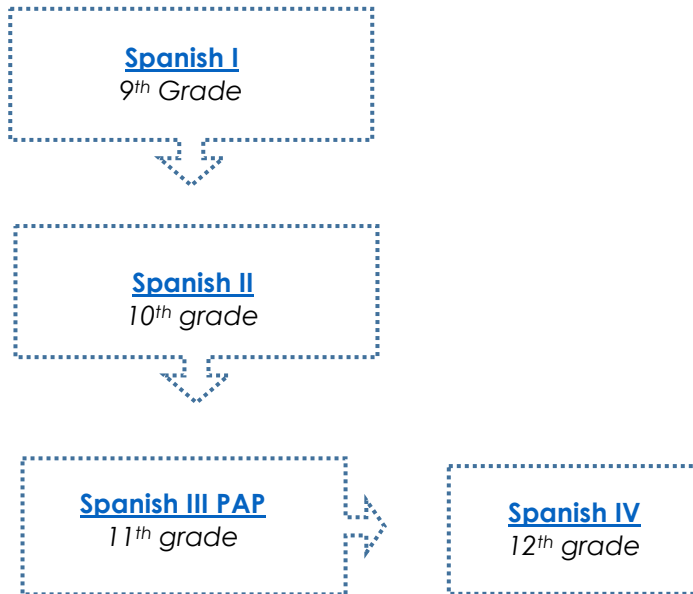 Spanish I
9th Grade
Spanish II
10th grade
Spanish III PAP
11th grade
Spanish IV
12th grade